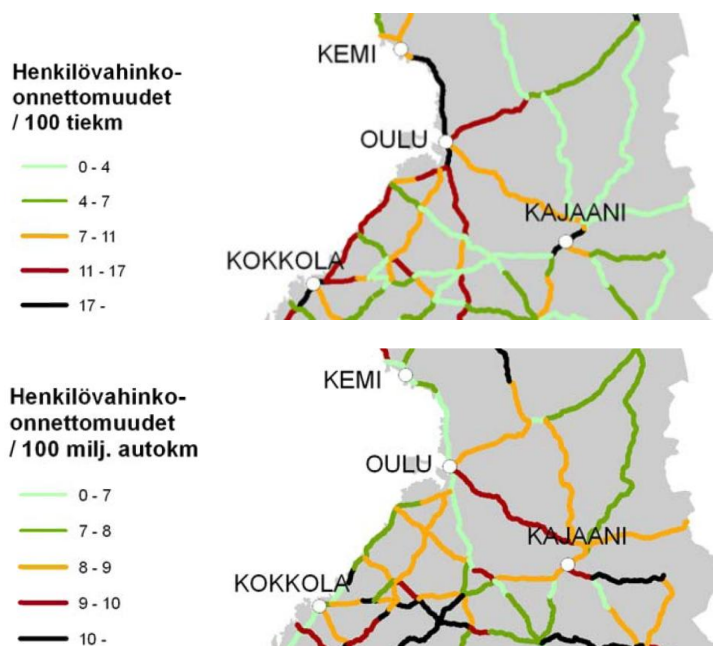 KEMI
Henkilövahinko-
onnettomuudet
/ 100 tiekm
OULU
0 - 4
4 - 7
7 - 11
11 - 17
17 -
KAJAANI
KOKKOLA
Henkilövahinko-
onnettomuudet
/ 100 milj. autokm
KEMI
OULU
0 - 7
7 - 8
8 - 9
9 - 10
10 -
KAJAANI
KOKKOLA